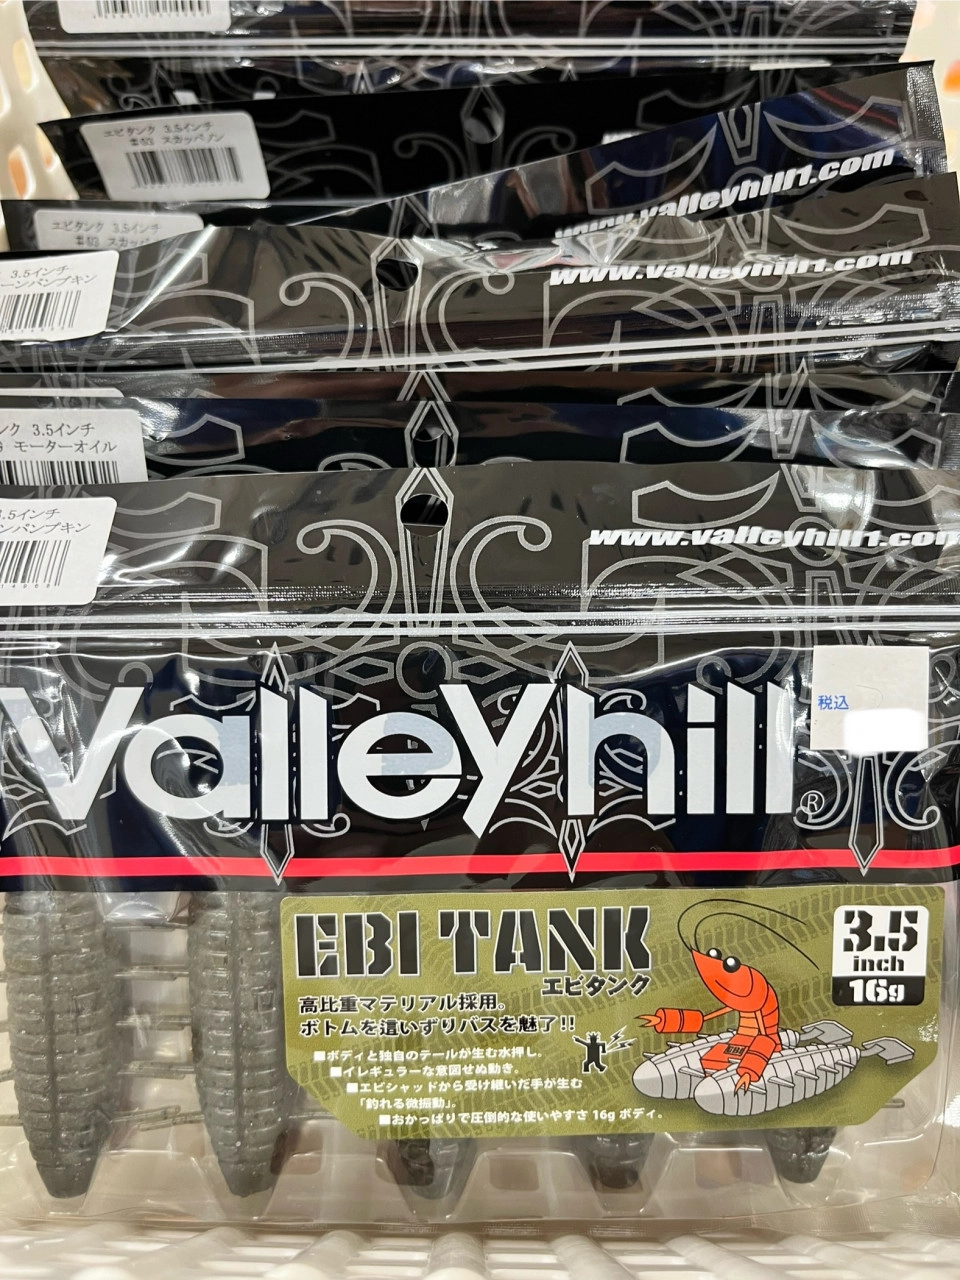 エビタンク 3.5インチ
#03 スカッパノン
www.valleyhill1.com
エビタンク 3.5インチ
#03 スカッパ
www.valleyhill1.com
3.5インチ
ーンパンプキン
ンク 3.5インチ
9 モーターオイル
3.5インチ
ンパンプキン
www.valleyhill1.com
税込
Valleyhill®
EBI TANK
エビタンク
3.5
inch
16g
高比重マテリアル採用。
ボトムを這いずりバスを魅了!!
■ボディと独自のテールが生む水押し。
■イレギュラーな意図せぬ動き。
■エビシャッドから受け継いだ手が生む
「釣れる微振動」。
■おかっぱりで圧倒的な使いやすさ 16g ボディ。
EBI